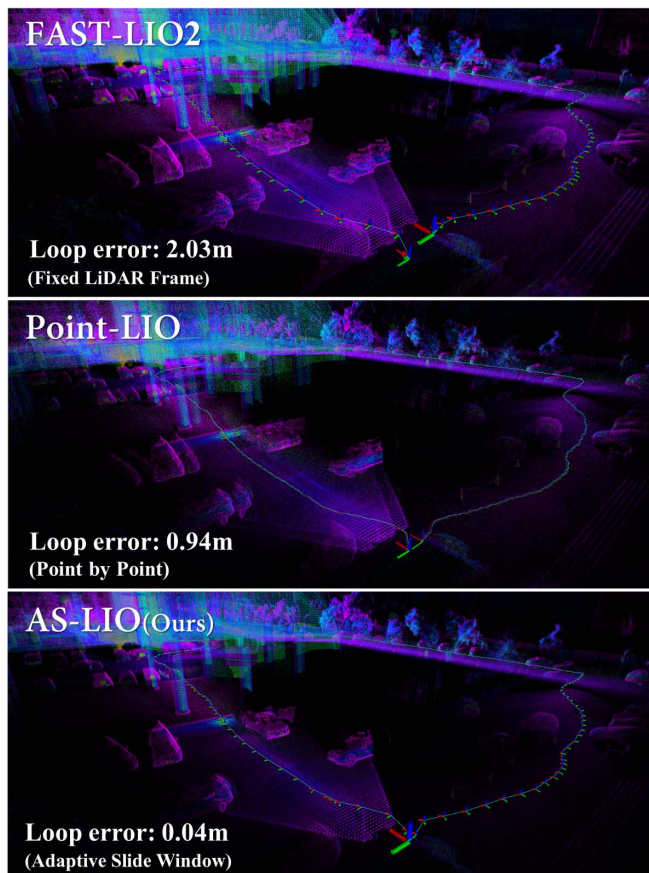 FAST-LIO2
Loop error: 2.03m
(Fixed LiDAR Frame)
Point-LIO
Loop error: 0.94m
(Point by Point)
AS-LIO(Ours)
Loop error: 0.04m
(Adaptive Slide Window)